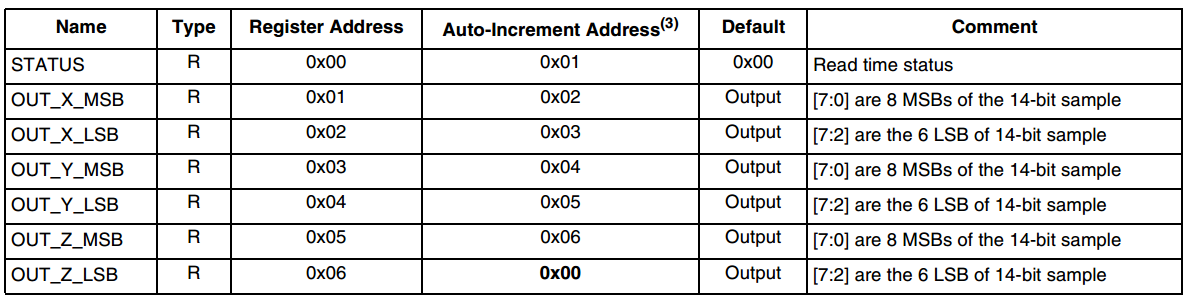 Name Type Register Address Auto-Increment Address(3) Default Comment
STATUS R 0x00 0x01 0x00 Read time status
OUT_X_MSB R 0x01 0x02 Output [7:0] are 8 MSBs of the 14-bit sample
OUT_X_LSB R 0x02 0x03 Output [7:2] are the 6 LSB of 14-bit sample
OUT_Y_MSB R 0x03 0x04 Output [7:0] are 8 MSBs of the 14-bit sample
OUT_Y_LSB R 0x04 0x05 Output [7:2] are the 6 LSB of 14-bit sample
OUT_Z_MSB R 0x05 0x06 Output [7:0] are 8 MSBs of the 14-bit sample
OUT_Z_LSB R 0x06 0x00 Output [7:2] are the 6 LSB of 14-bit sample